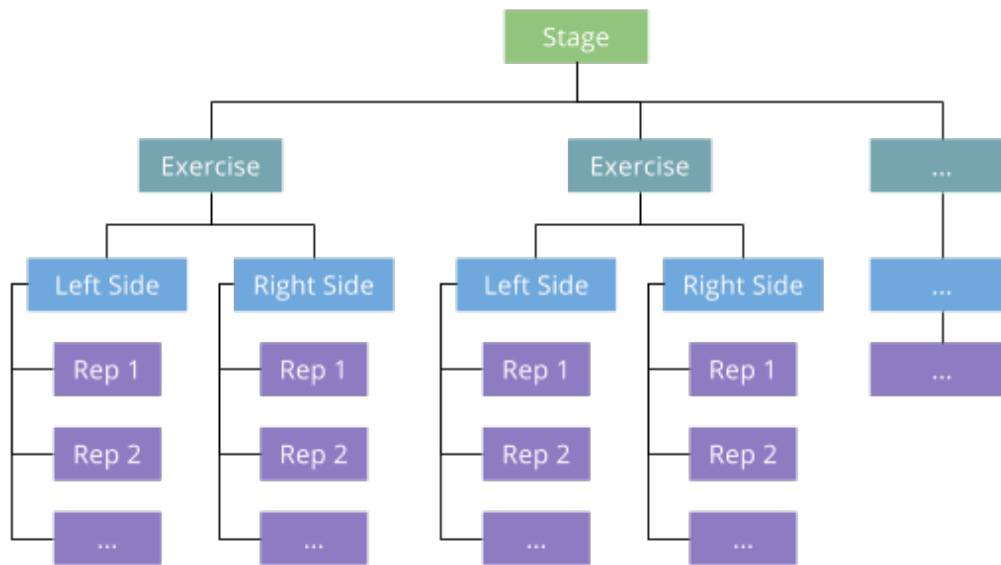 Stage
Exercise
Exercise
...
Left Side
Right Side
Left Side
Right Side
...
Rep 1
Rep 1
Rep 1
Rep 1
...
Rep 2
Rep 2
Rep 2
Rep 2
...
...
...
...